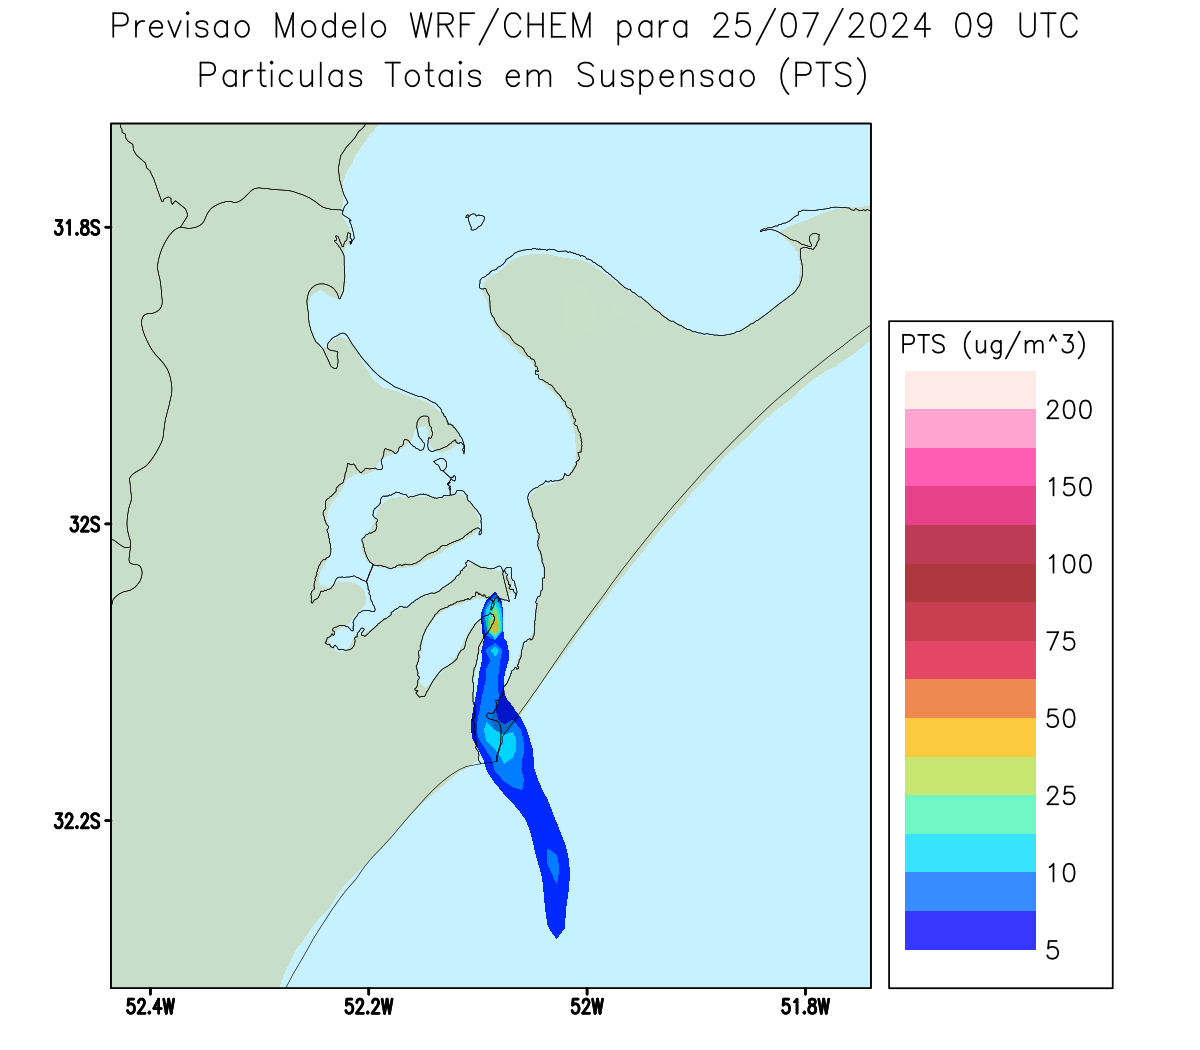 Previsao Modelo WRF/CHEM para 25/07/2024 09 UTC
Particulas Totais em Suspensao (PTS)
31.8S
32S
32.2S
52.4W
52.2W
52W
51.8W
PTS (ug/m^3)
200
150
100
75
50
25
10
5